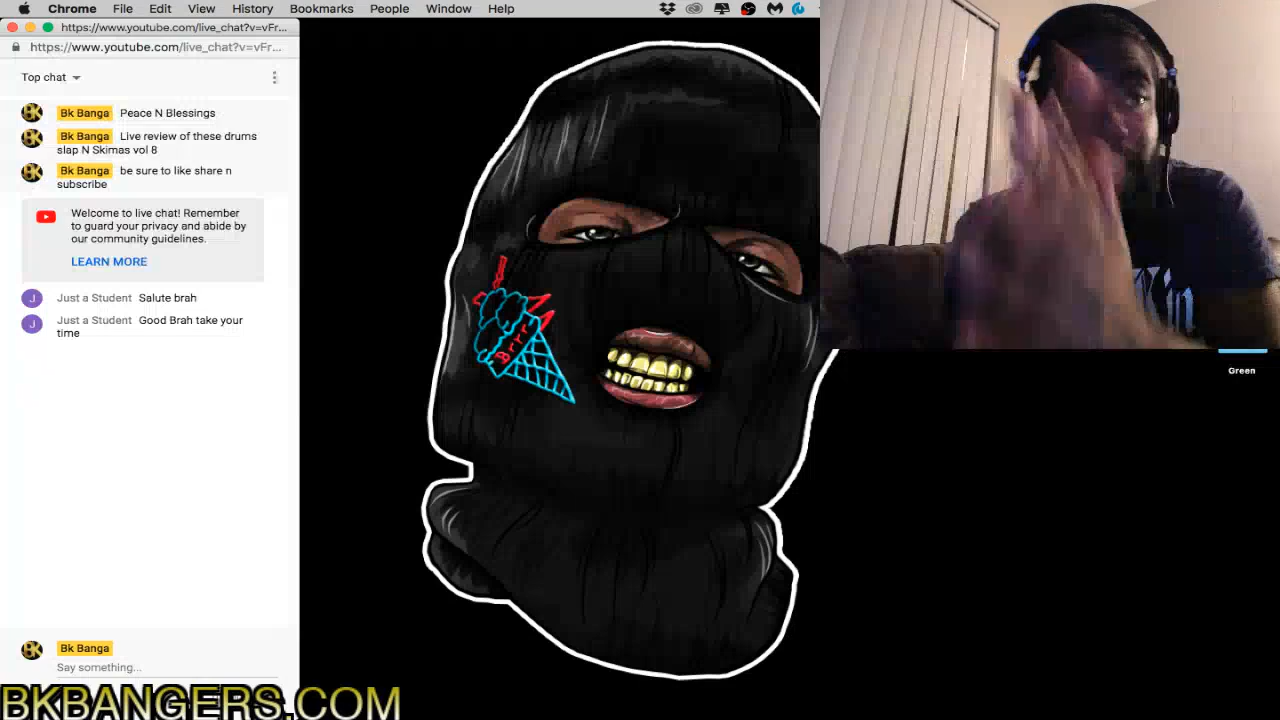 Chrome File Edit View History Bookmarks People Window Help
https://www.youtube.com/live_chat?v=vFr...
https://www.youtube.com/live_chat?v=vFr...
Top chat
Bk Banga Peace N Blessings
Bk Banga Live review of these drums
slap N Skimas vol 8
Bk Banga be sure to like share n
subscribe
Welcome to live chat! Remember
to guard your privacy and abide by
our community guidelines.
LEARN MORE
J Just a Student Salute brah
J Just a Student Good Brah take your
time
Brrr
Green
Bk Banga
Say something...
BKBANGERS.COM